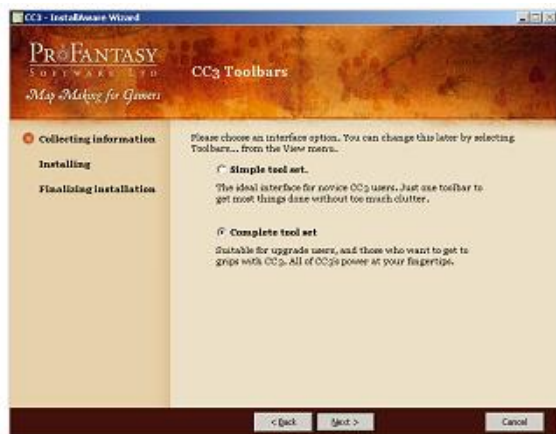 CC3 - InstallAware Wizard
PROFANTASY
SOFTWARE LTD
Map Making for Gamers
CC3 Toolbars
Collecting information
Installing
Finalizing installation
Please choose an interface option. You can change this later by selecting
Toolbars... from the View menu.
Simple tool set.
The ideal interface for novice CC3 users. Just one toolbar to
get most things done without too much clutter.
Complete tool set
Suitable for upgrade users, and those who want to get to
grips with CC3. All of CC3's power at your fingertips.
< Back
Next >
Cancel